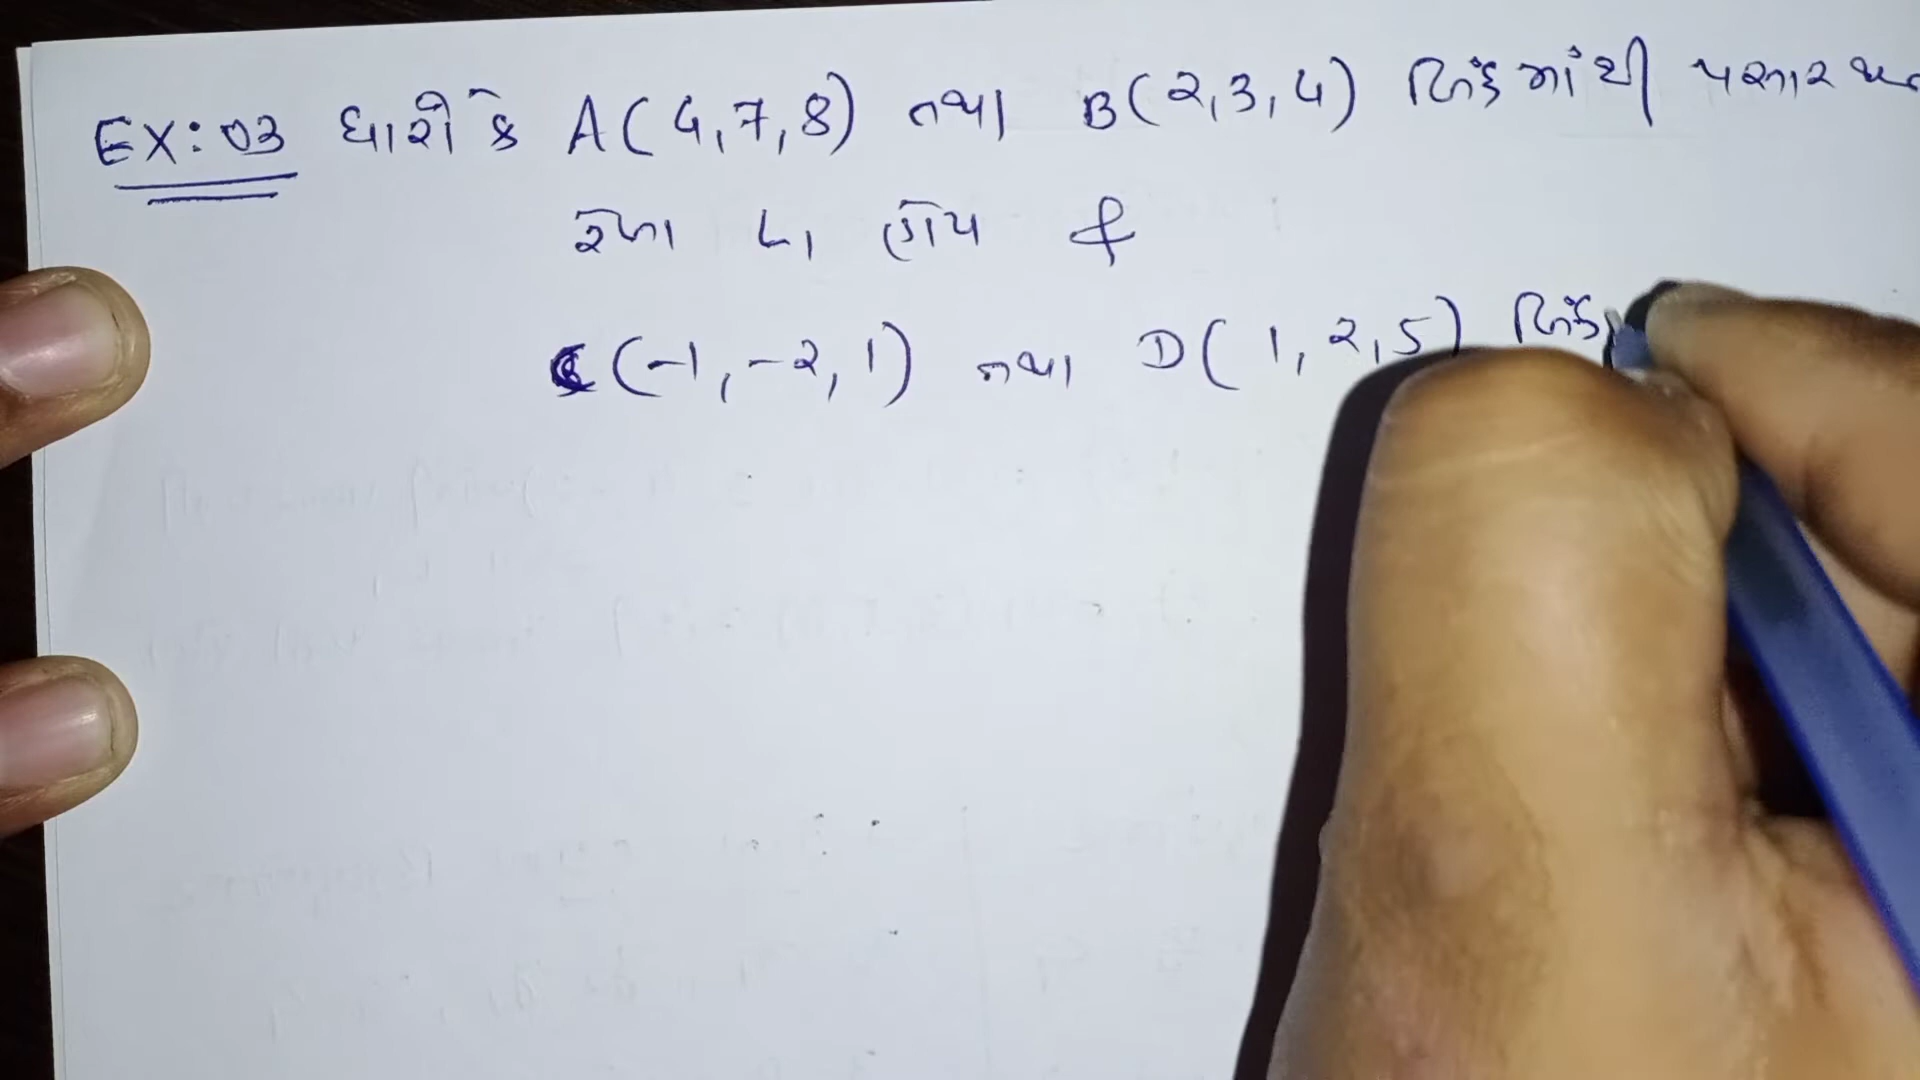 EX: 03 ધારો કે A(4,7,8) તથા B(2,3,4) બિંદુમાંથી પસાર
રેખા L1 હોય
C(-1,-2,1) તથા D(1,2,5)